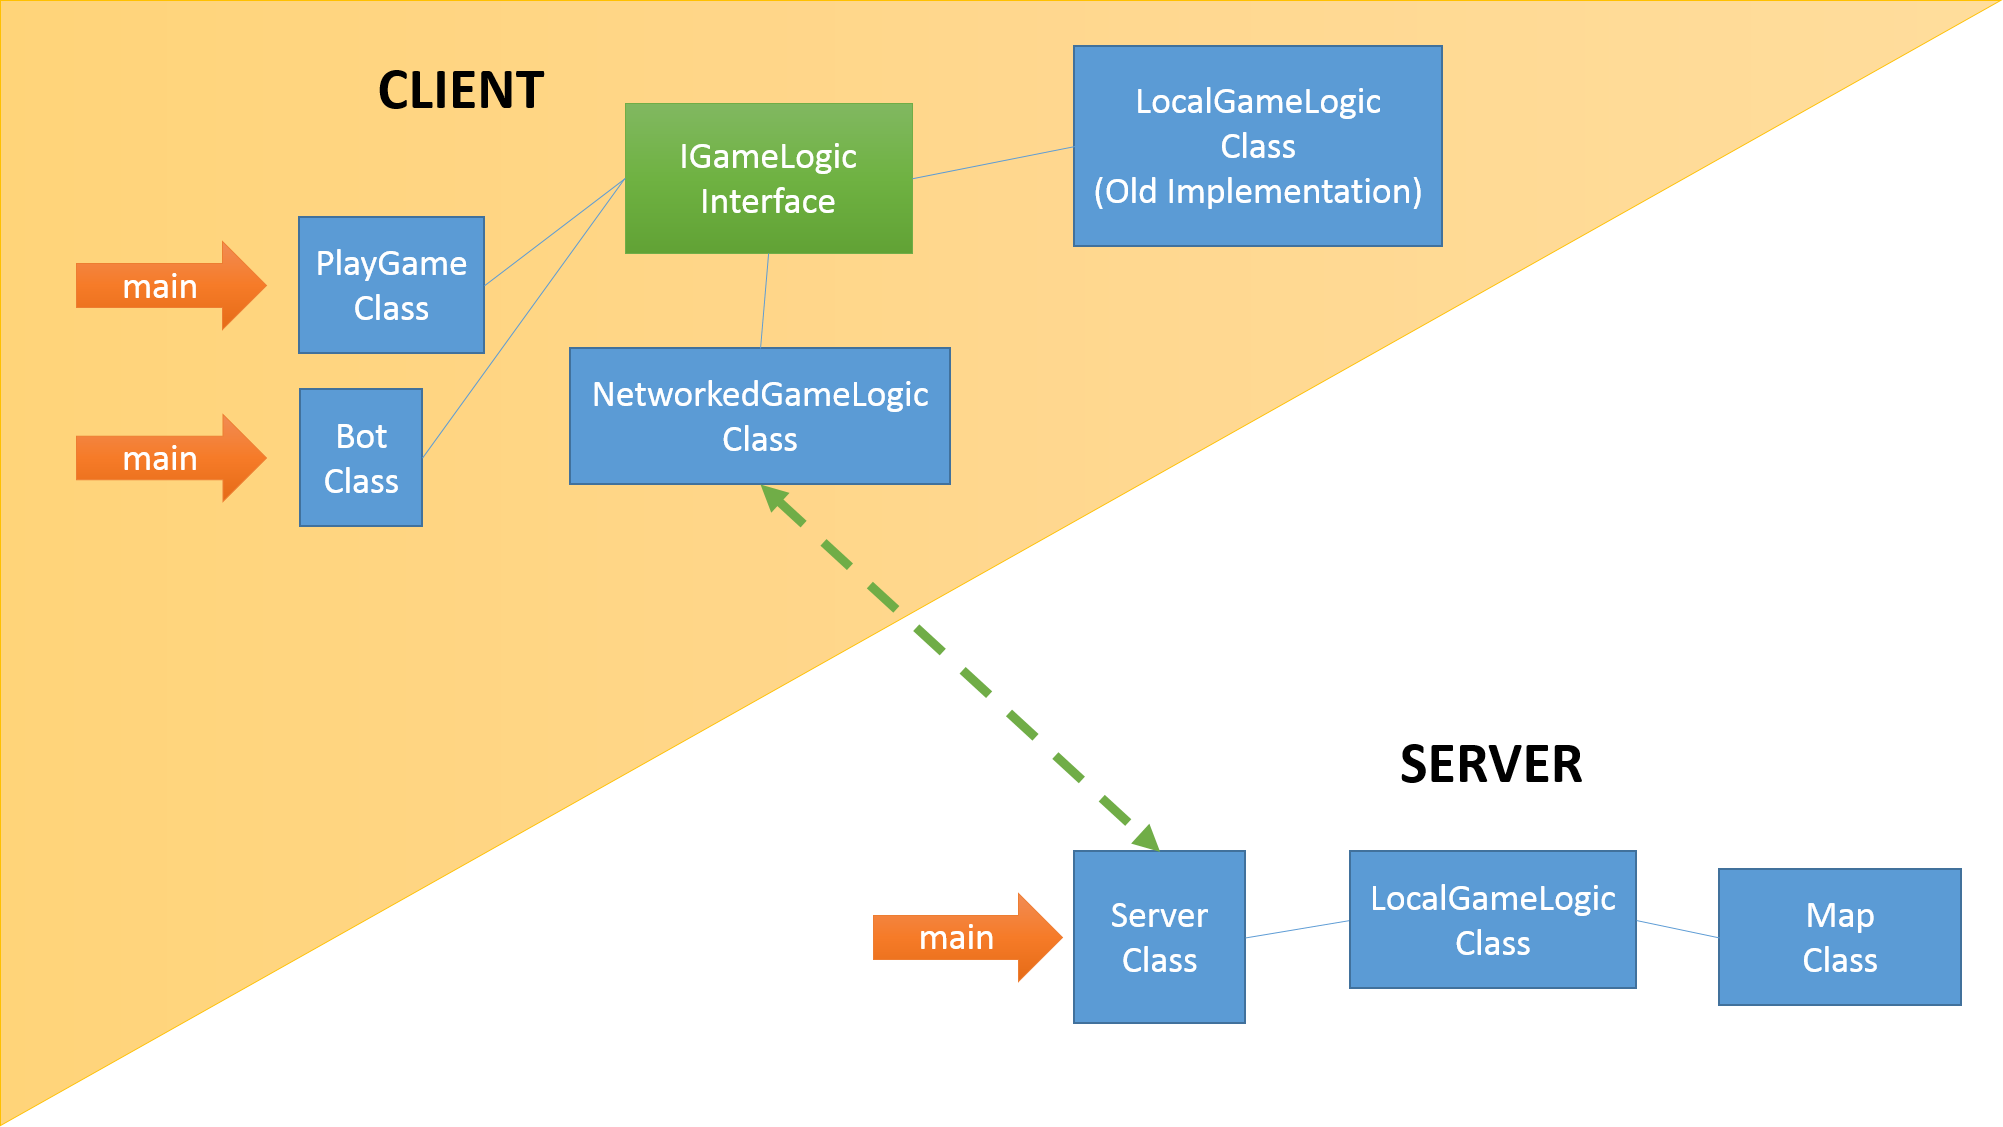 CLIENT
LocalGameLogic
Class
(Old Implementation)
IGameLogic
Interface
main
PlayGame
Class
main
Bot
Class
NetworkedGameLogic
Class
SERVER
main
Server
Class
LocalGameLogic
Class
Map
Class